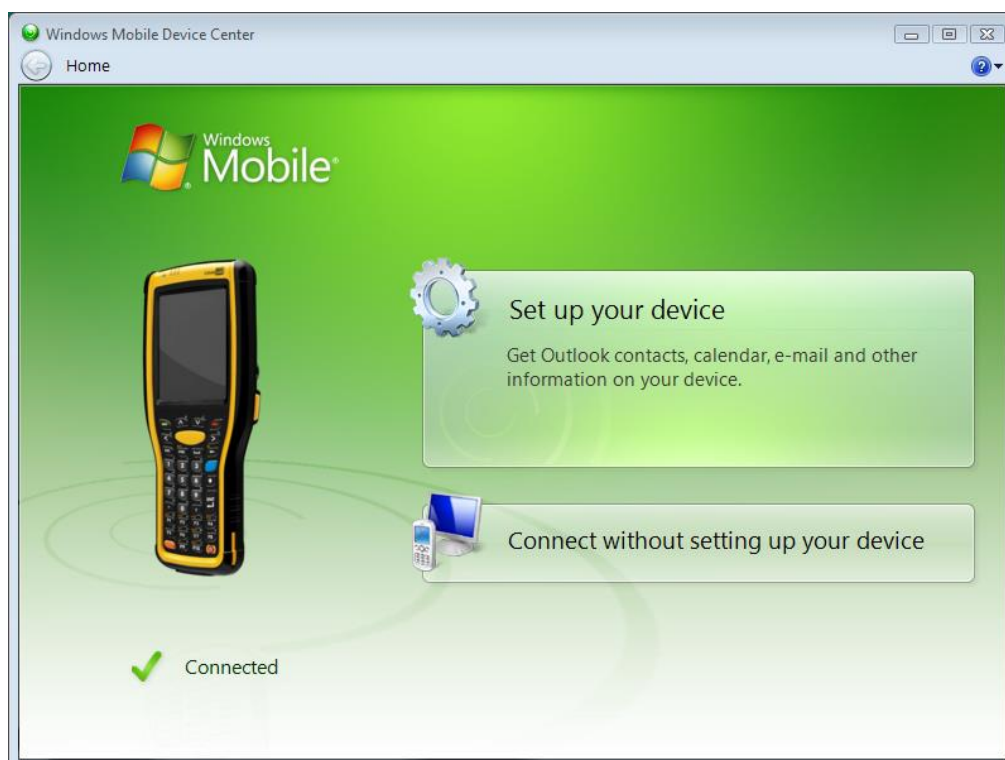 Windows Mobile Device Center
Home
Windows
Mobile
Set up your device
Get Outlook contacts, calendar, e-mail and other
information on your device.
Connect without setting up your device
Connected